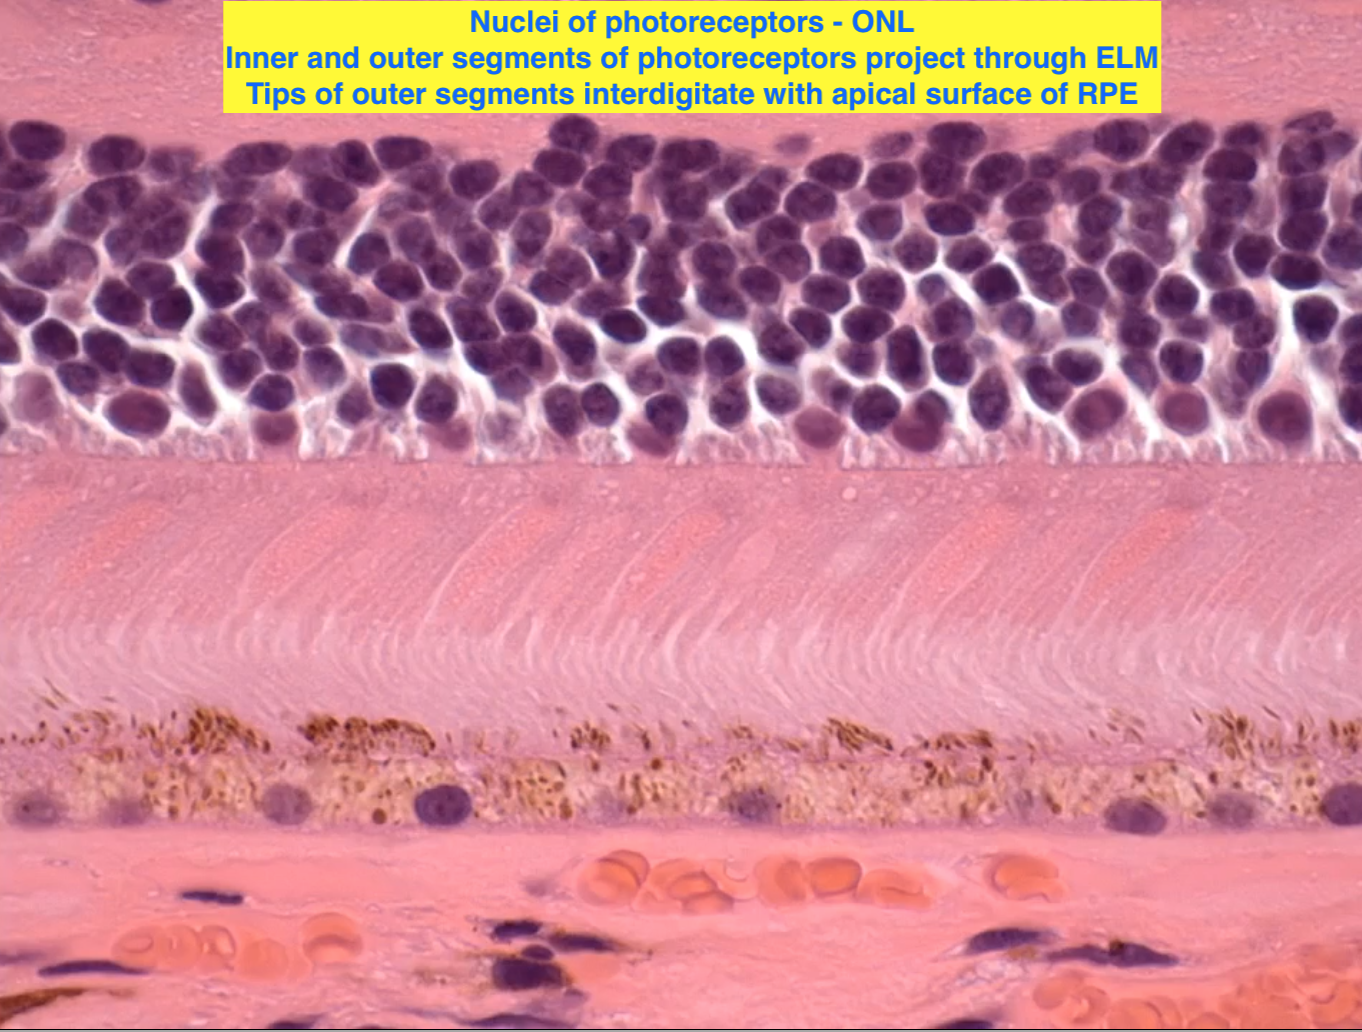 Nuclei of photoreceptors - ONL
Inner and outer segments of photoreceptors project through ELM
Tips of outer segments interdigitate with apical surface of RPE